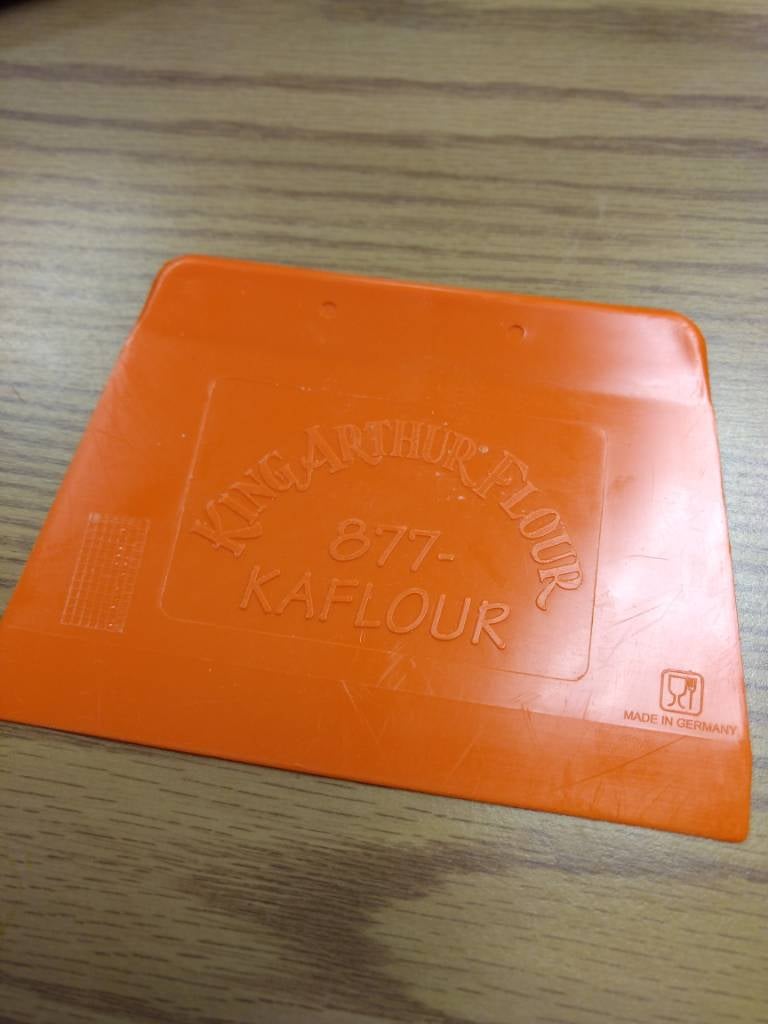 KING ARTHUR FLOUR
877-
KAFLOUR
MADE IN GERMANY